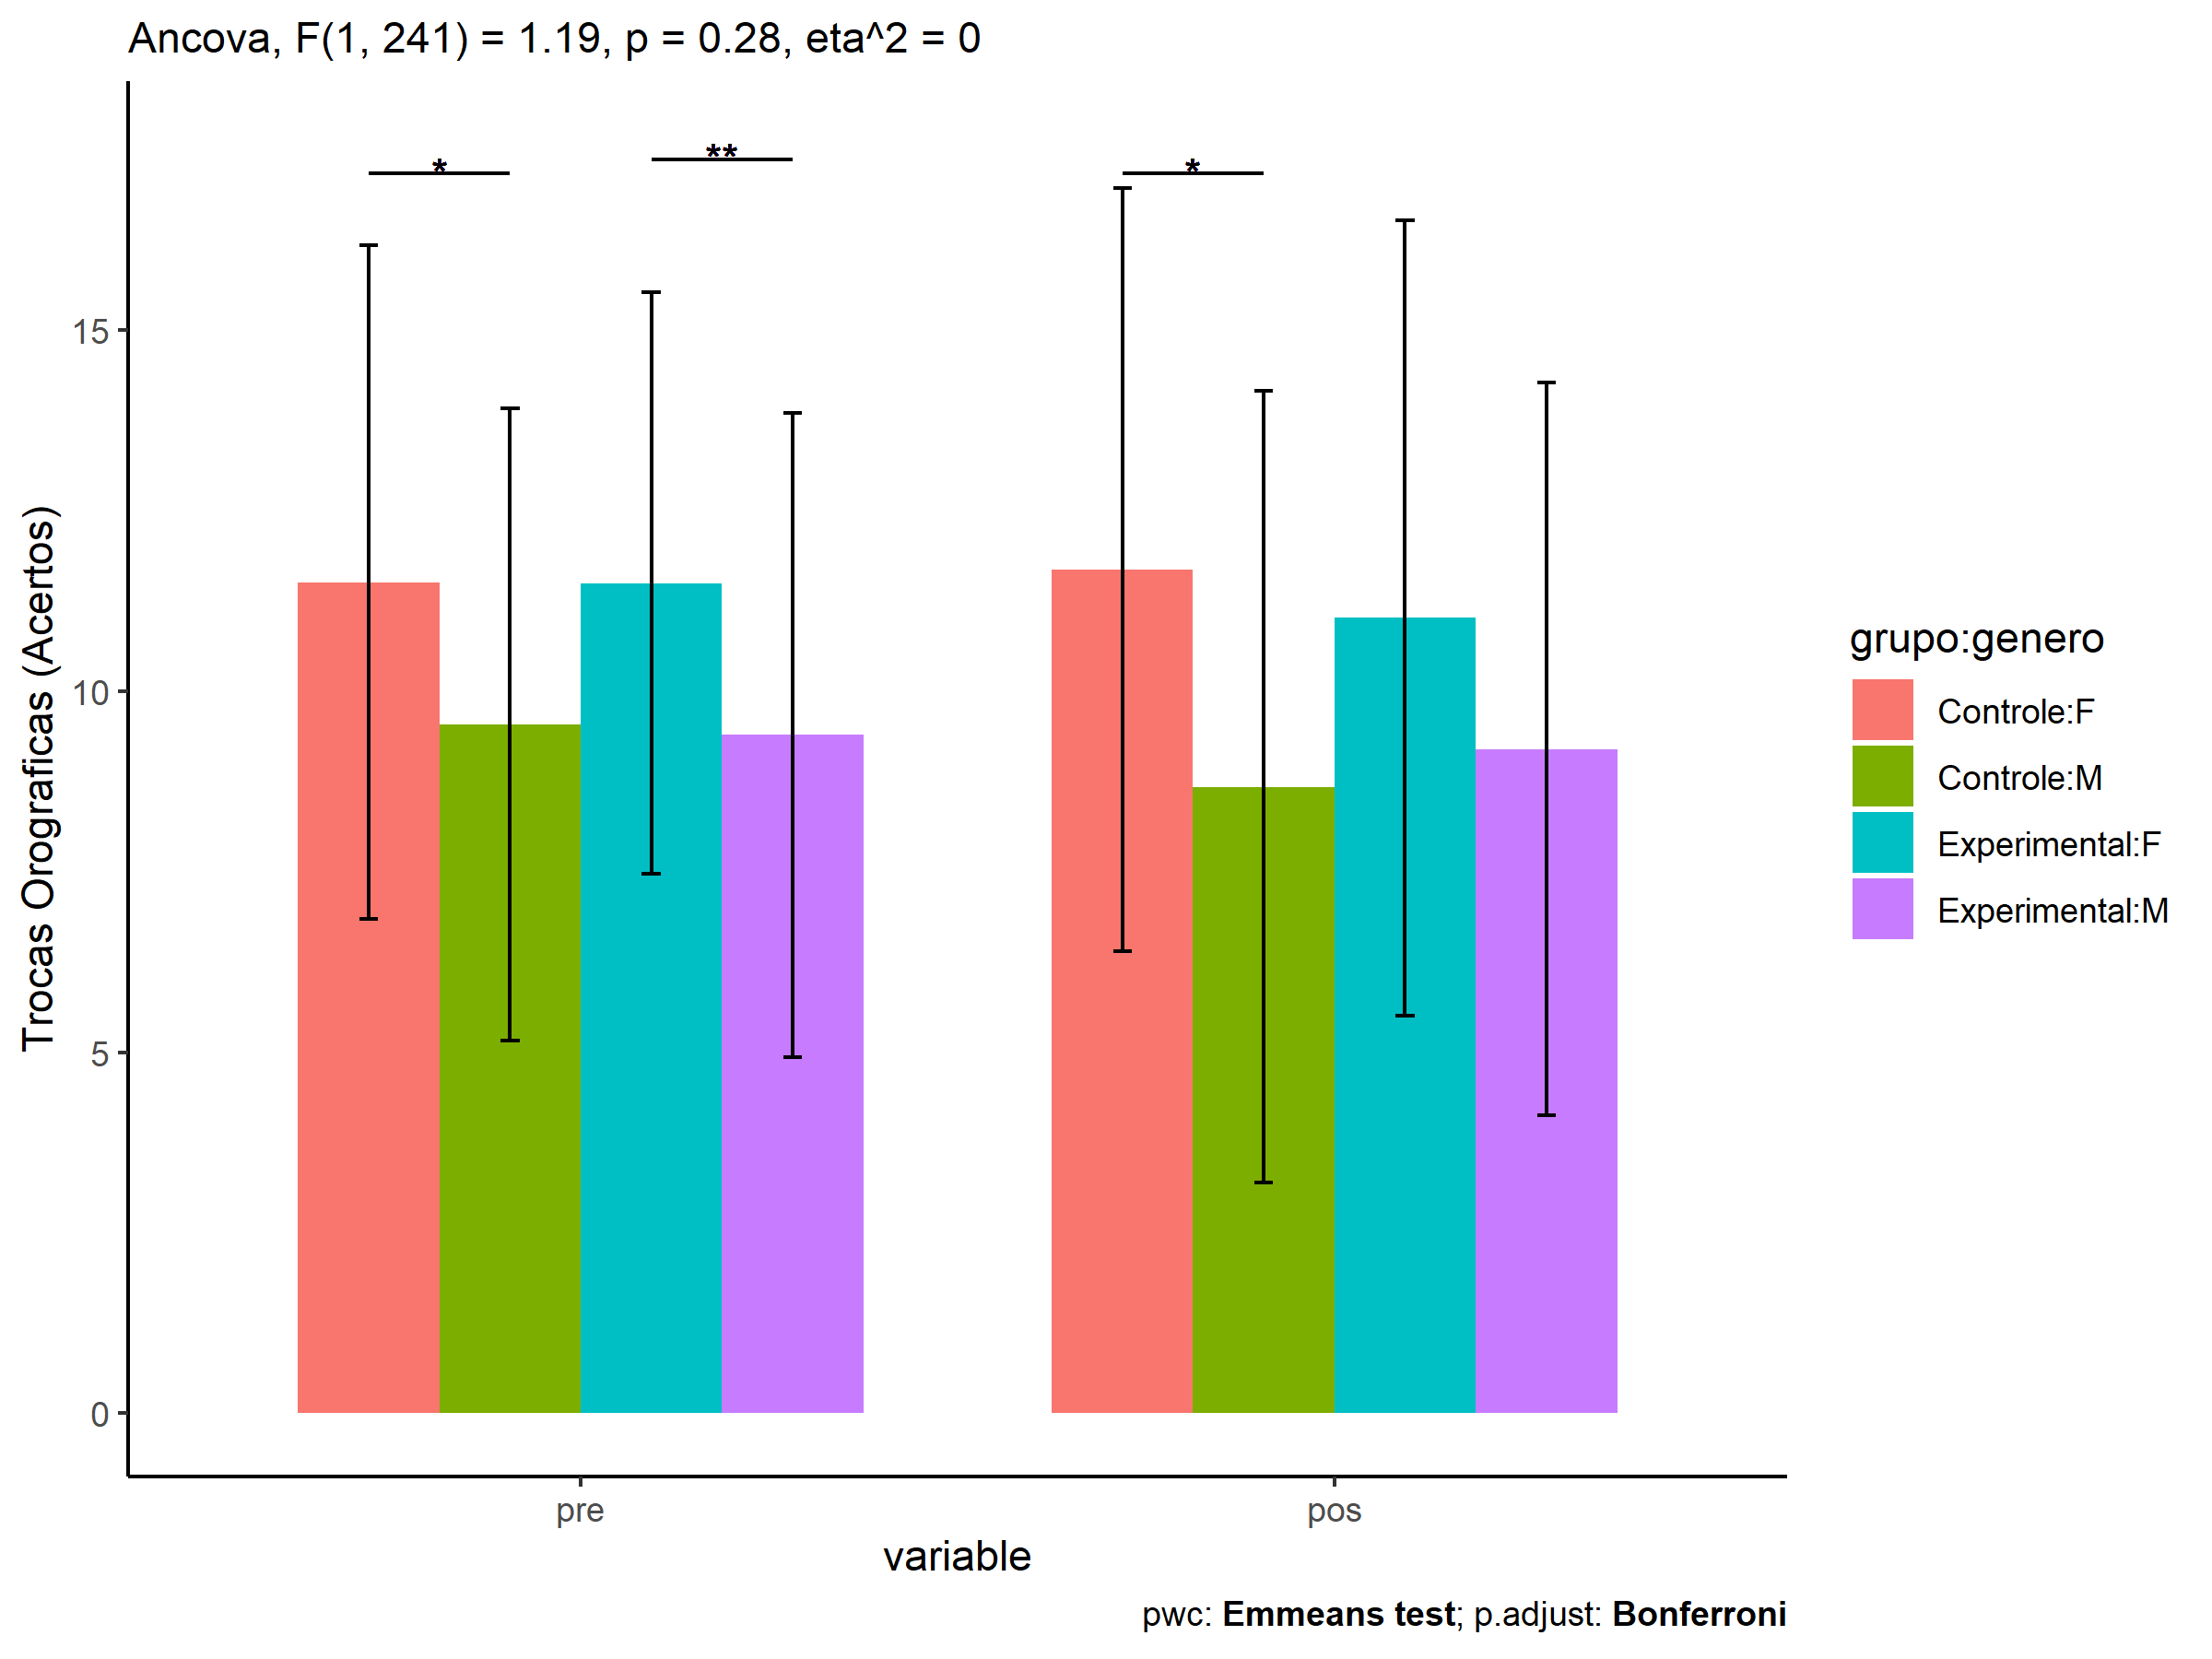 Ancova, F(1, 241) = 1.19, p = 0.28, eta^2 = 0
*
**
*
Trocas Orograficas (Acertos)
15
10
5
0
pre
pos
variable
grupo:genero
Controle:F
Controle:M
Experimental:F
Experimental:M
pwc: Emmeans test; p.adjust: Bonferroni